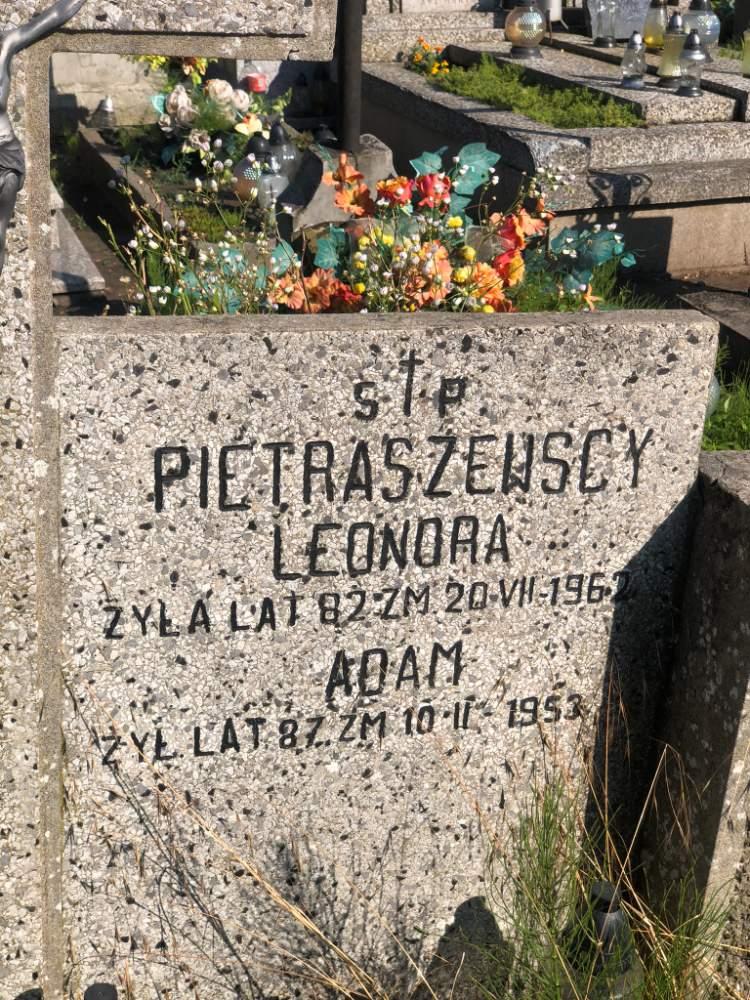 S † P
PIETRASZEWSCY
LEONORA
ŻYŁA LAT 82 ZM 20-VII-1962
ADAM
ŻYŁ LAT 87 ZM 10-II-1953